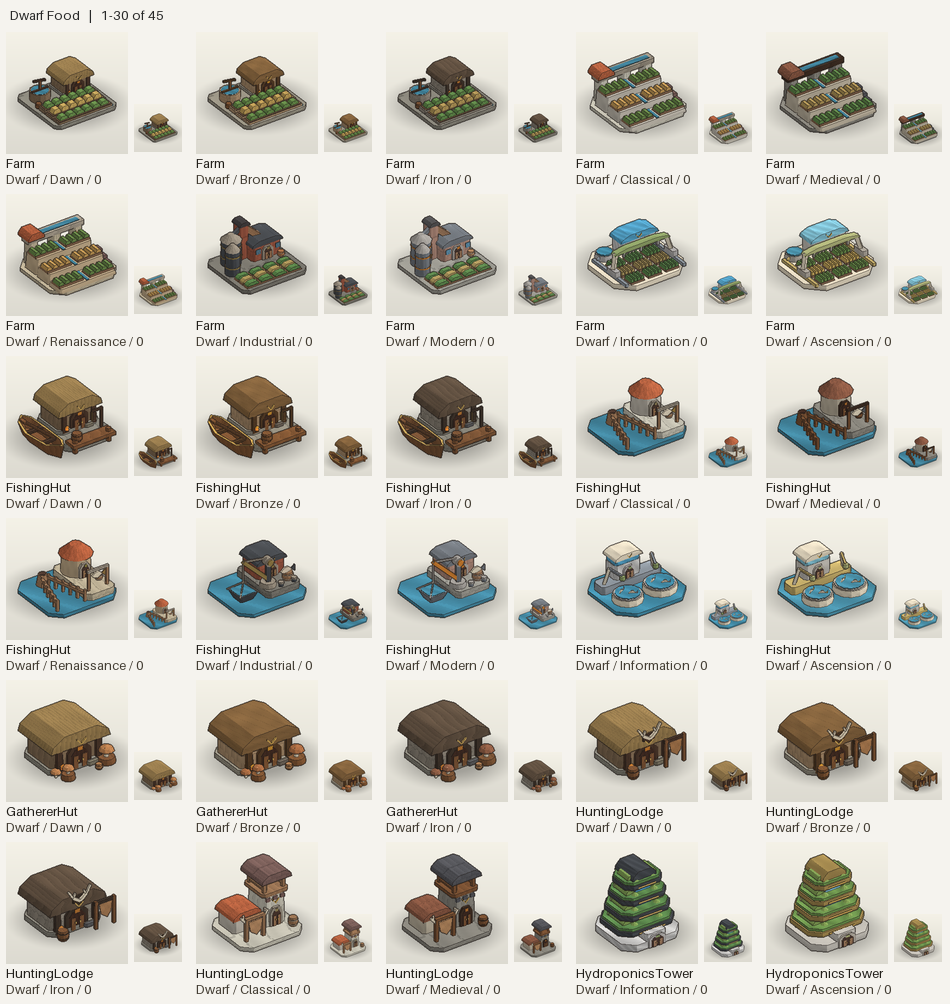 Dwarf Food | 1-30 of 45
Farm
Dwarf / Dawn / 0
Farm
Dwarf / Bronze / 0
Farm
Dwarf / Iron / 0
Farm
Dwarf / Classical / 0
Farm
Dwarf / Medieval / 0
Farm
Dwarf / Renaissance / 0
Farm
Dwarf / Industrial / 0
Farm
Dwarf / Modern / 0
Farm
Dwarf / Information / 0
Farm
Dwarf / Ascension / 0
FishingHut
Dwarf / Dawn / 0
FishingHut
Dwarf / Bronze / 0
FishingHut
Dwarf / Iron / 0
FishingHut
Dwarf / Classical / 0
FishingHut
Dwarf / Medieval / 0
FishingHut
Dwarf / Renaissance / 0
FishingHut
Dwarf / Industrial / 0
FishingHut
Dwarf / Modern / 0
FishingHut
Dwarf / Information / 0
FishingHut
Dwarf / Ascension / 0
GathererHut
Dwarf / Dawn / 0
GathererHut
Dwarf / Bronze / 0
GathererHut
Dwarf / Iron / 0
HuntingLodge
Dwarf / Dawn / 0
HuntingLodge
Dwarf / Bronze / 0
HuntingLodge
Dwarf / Iron / 0
HuntingLodge
Dwarf / Classical / 0
HuntingLodge
Dwarf / Medieval / 0
HydroponicsTower
Dwarf / Information / 0
HydroponicsTower
Dwarf / Ascension / 0